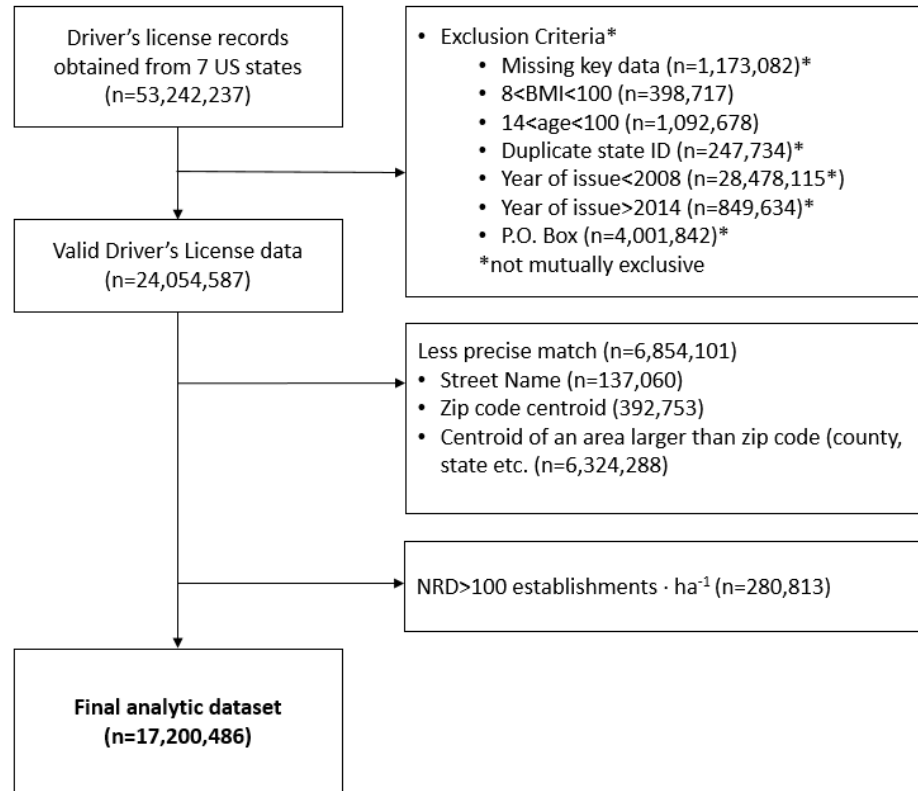 Driver’s license records
obtained from 7 US states
(n=53,242,237)
• Exclusion Criteria*
• Missing key data (n=1,173,082)*
• 8<BMI<100 (n=398,717)
• 14<age<100 (n=1,092,678)
• Duplicate state ID (n=247,734)*
• Year of issue<2008 (n=28,478,115*)
• Year of issue>2014 (n=849,634)*
• P.O. Box (n=4,001,842)*
*not mutually exclusive
Valid Driver’s License data
(n=24,054,587)
Less precise match (n=6,854,101)
• Street Name (n=137,060)
• Zip code centroid (392,753)
• Centroid of an area larger than zip code (county,
state etc. (n=6,324,288)
NRD>100 establishments · ha⁻¹ (n=280,813)
Final analytic dataset
(n=17,200,486)